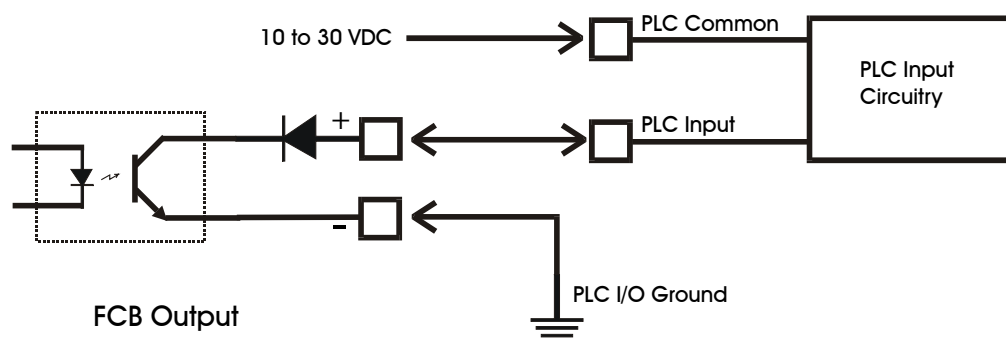 10 to 30 VDC
PLC Common
PLC Input
Circuitry
+
PLC Input
-
PLC I/O Ground
FCB Output